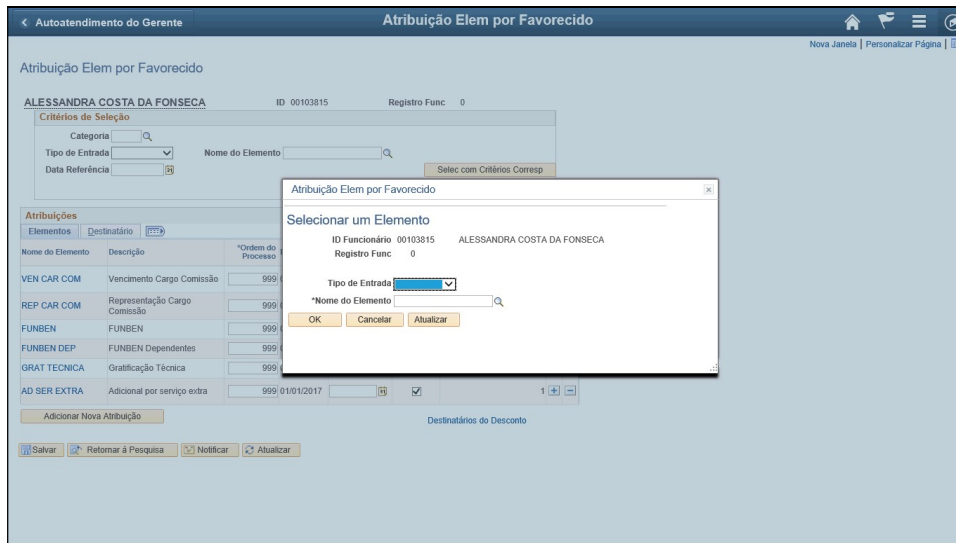 Autoatendimento do Gerente
Atribuição Elem por Favorecido
Nova Janela | Personalizar Página |
Atribuição Elem por Favorecido
ALESSANDRA COSTA DA FONSECA ID 00103815 Registro Func 0
Critérios de Seleção
Categoria
Tipo de Entrada Nome do Elemento
Data Referência Selec com Critérios Corresp
Atribuições
Elementos Destinatário
Nome do Elemento Descrição *Ordem do Processo
VEN CAR COM Vencimento Cargo Comissão 999
REP CAR COM Representação Cargo Comissão 999
FUNBEN FUNBEN 999
FUNBEN DEP FUNBEN Dependentes 999
GRAT TECNICA Gratificação Técnica 999
AD SER EXTRA Adicional por serviço extra 999 01/01/2017 1
Adicionar Nova Atribuição Destinatários do Desconto
Salvar Retornar à Pesquisa Notificar Atualizar
Atribuição Elem por Favorecido
Selecionar um Elemento
ID Funcionário 00103815 ALESSANDRA COSTA DA FONSECA
Registro Func 0
Tipo de Entrada
*Nome do Elemento
OK Cancelar Atualizar